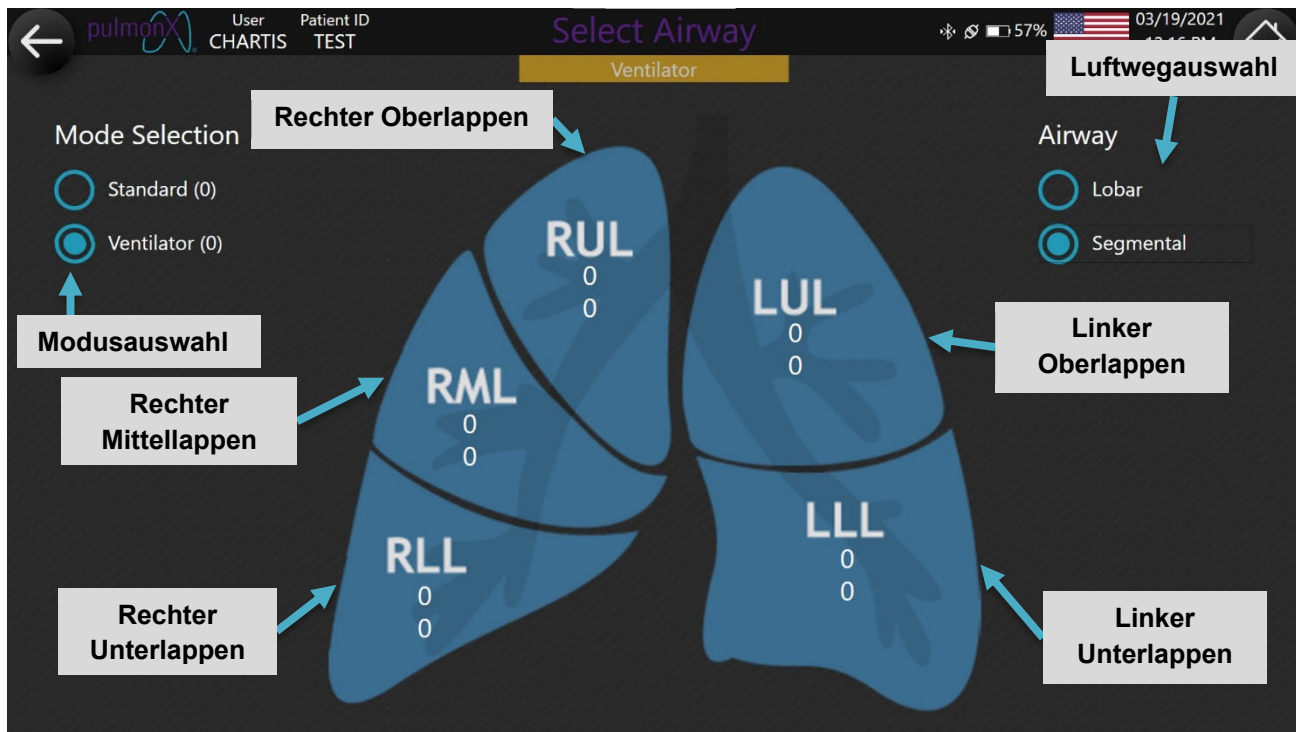 pulmonX
User
CHARTIS
Patient ID
TEST
Select Airway
57%
03/19/2021
Ventilator
Luftwegauswahl
Rechter Oberlappen
Mode Selection
Standard (0)
Ventilator (0)
Modusauswahl
Airway
Lobar
Segmental
RUL
0
0
LUL
0
0
Linker
Oberlappen
RML
0
0
Rechter
Mittellappen
RLL
0
0
LLL
0
0
Rechter
Unterlappen
Linker
Unterlappen